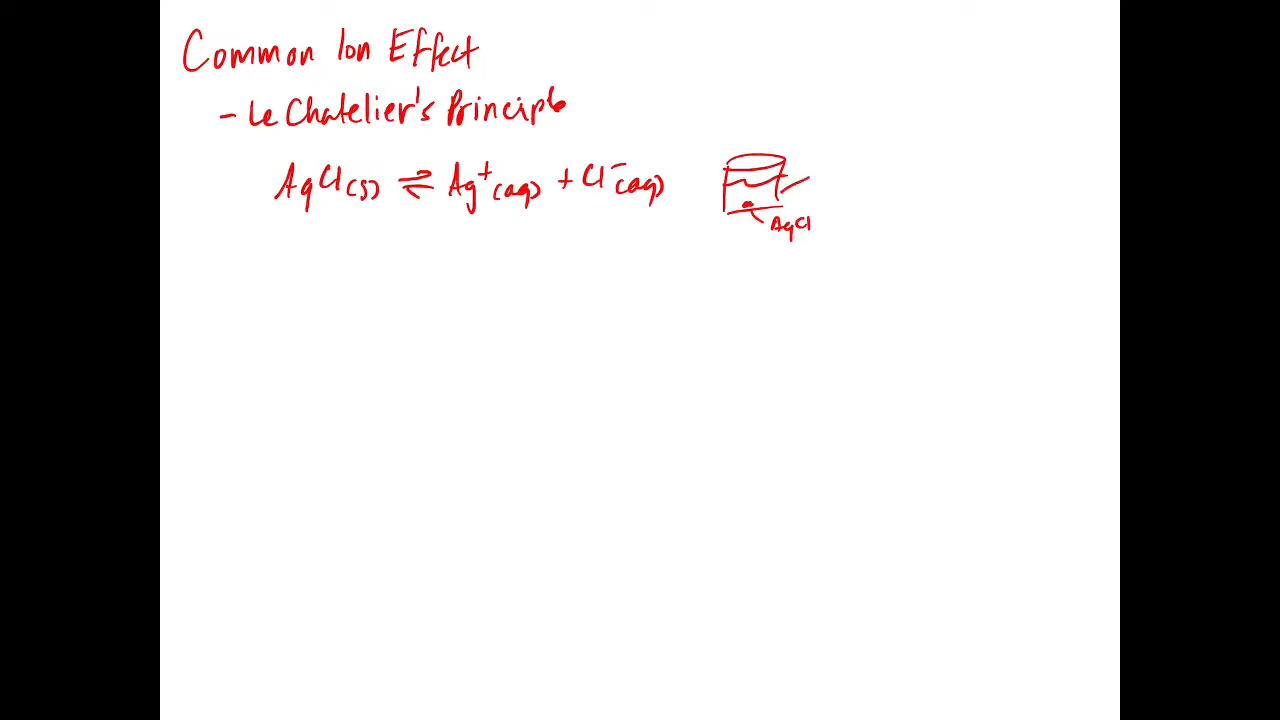 Common Ion Effect
- Le Chatelier's Principle
AgCl(s) ⇌ Ag⁺(aq) + Cl⁻(aq)
AgCl